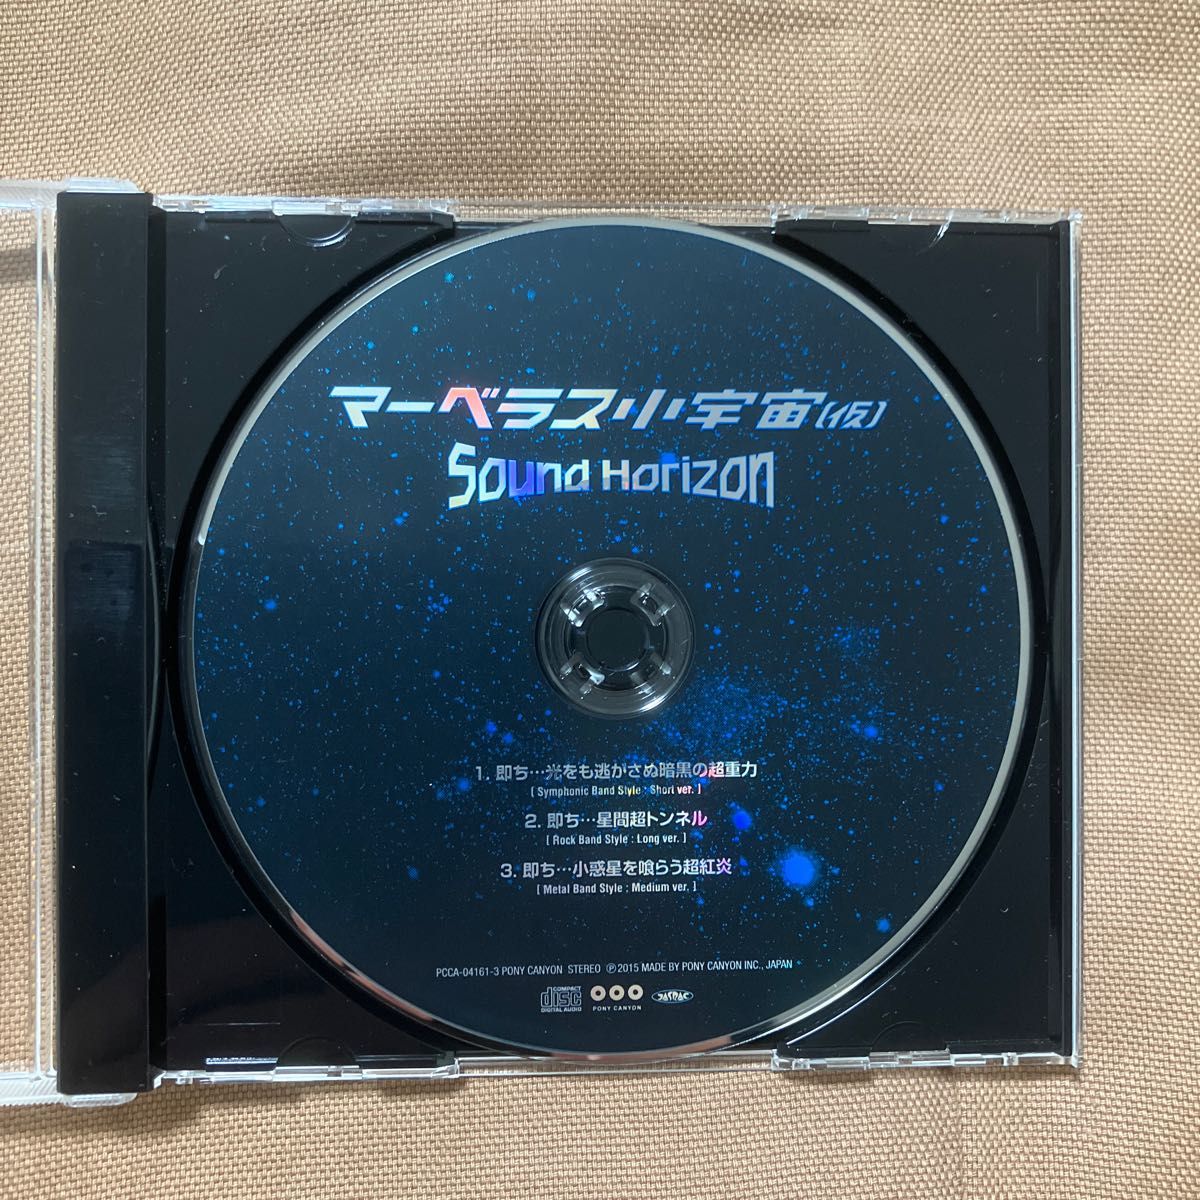 マーベラス小宇宙〔仮〕
Sound Horizon
1. 即ち…光をも逃がさぬ暗黒の超重力
[ Symphonic Band Style : Short ver. ]
2. 即ち…星間超トンネル
[ Rock Band Style : Long ver. ]
3. 即ち…小惑星を喰らう超紅炎
[ Metal Band Style : Medium ver. ]
PCCA-04161-3 PONY CANYON STEREO ℗2015 MADE BY PONY CANYON INC., JAPAN
COMPACT
disc
DIGITAL AUDIO
PONY CANYON
JASRAC